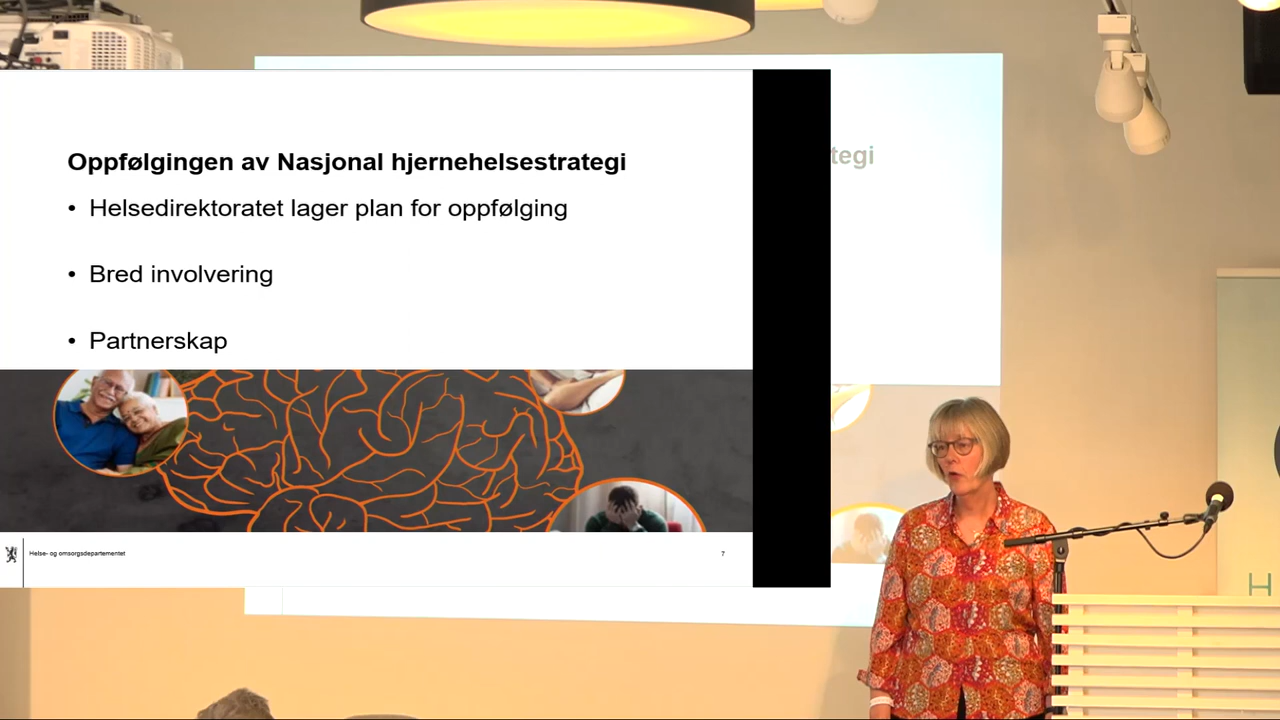 Oppfølgingen av Nasjonal hjernehelsestrategi
tegi
• Helsedirektoratet lager plan for oppfølging
• Bred involvering
• Partnerskap
Helse- og omsorgsdepartementet
7
H